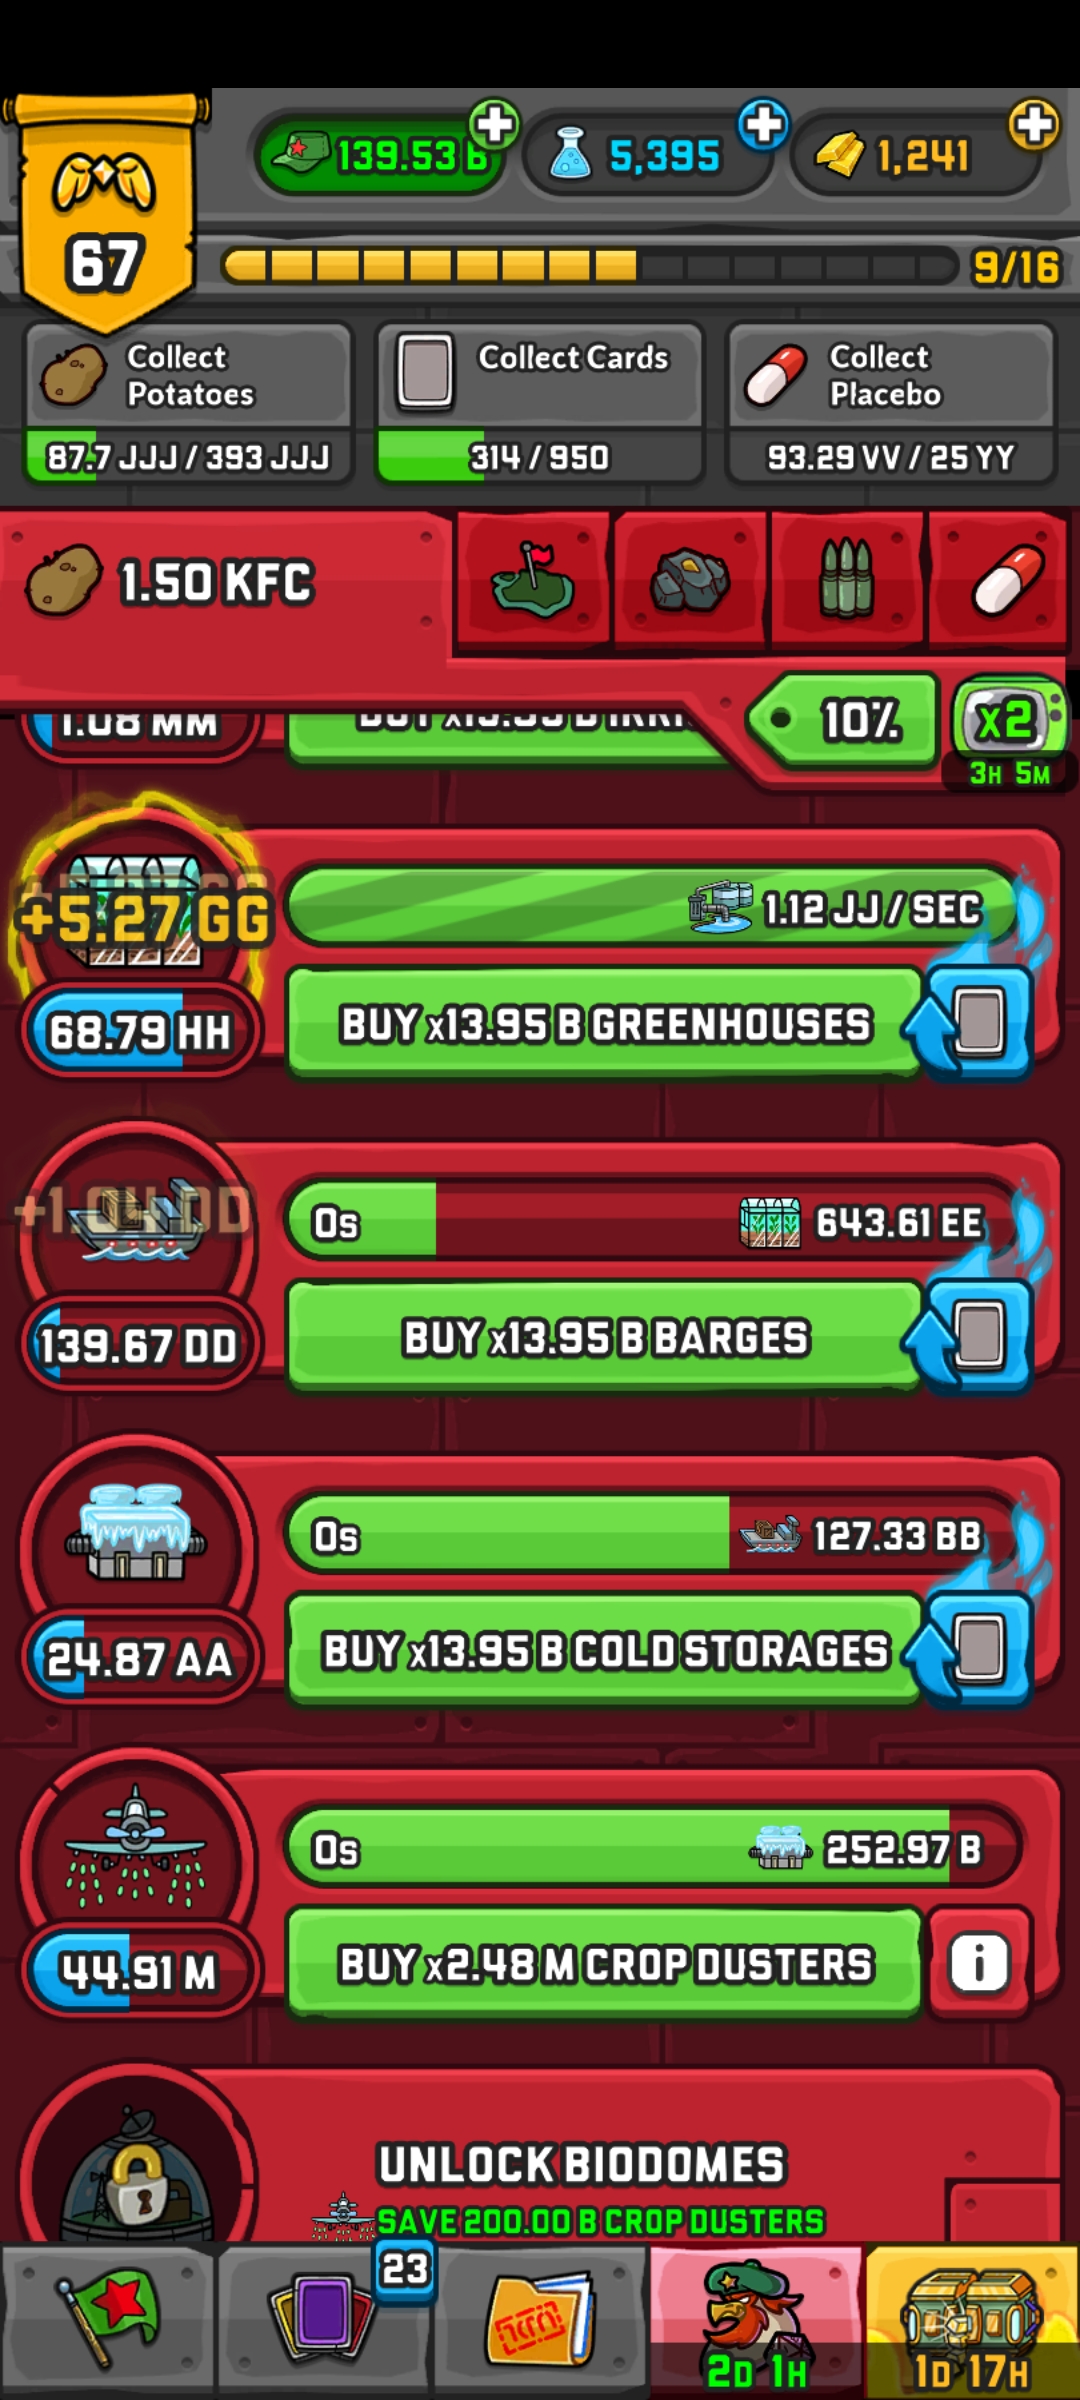 139.53 B
5,395
1,241
67
9/16
Collect
Potatoes
87.7 JJJ / 393 JJJ
Collect Cards
314 / 950
Collect
Placebo
93.29 VV / 25 YY
1.50 KFC
10%
x2
3H 5M
1.08 MM
+5.27 GG
1.12 JJ / SEC
68.79 HH
BUY x13.95 B GREENHOUSES
0s
643.61 EE
139.67 DD
BUY x13.95 B BARGES
0s
127.33 BB
24.87 AA
BUY x13.95 B COLD STORAGES
0s
252.97 B
44.91 M
BUY x2.48 M CROP DUSTERS
i
UNLOCK BIODOMES
SAVE 200.00 B CROP DUSTERS
23
2D 1H
1D 17H